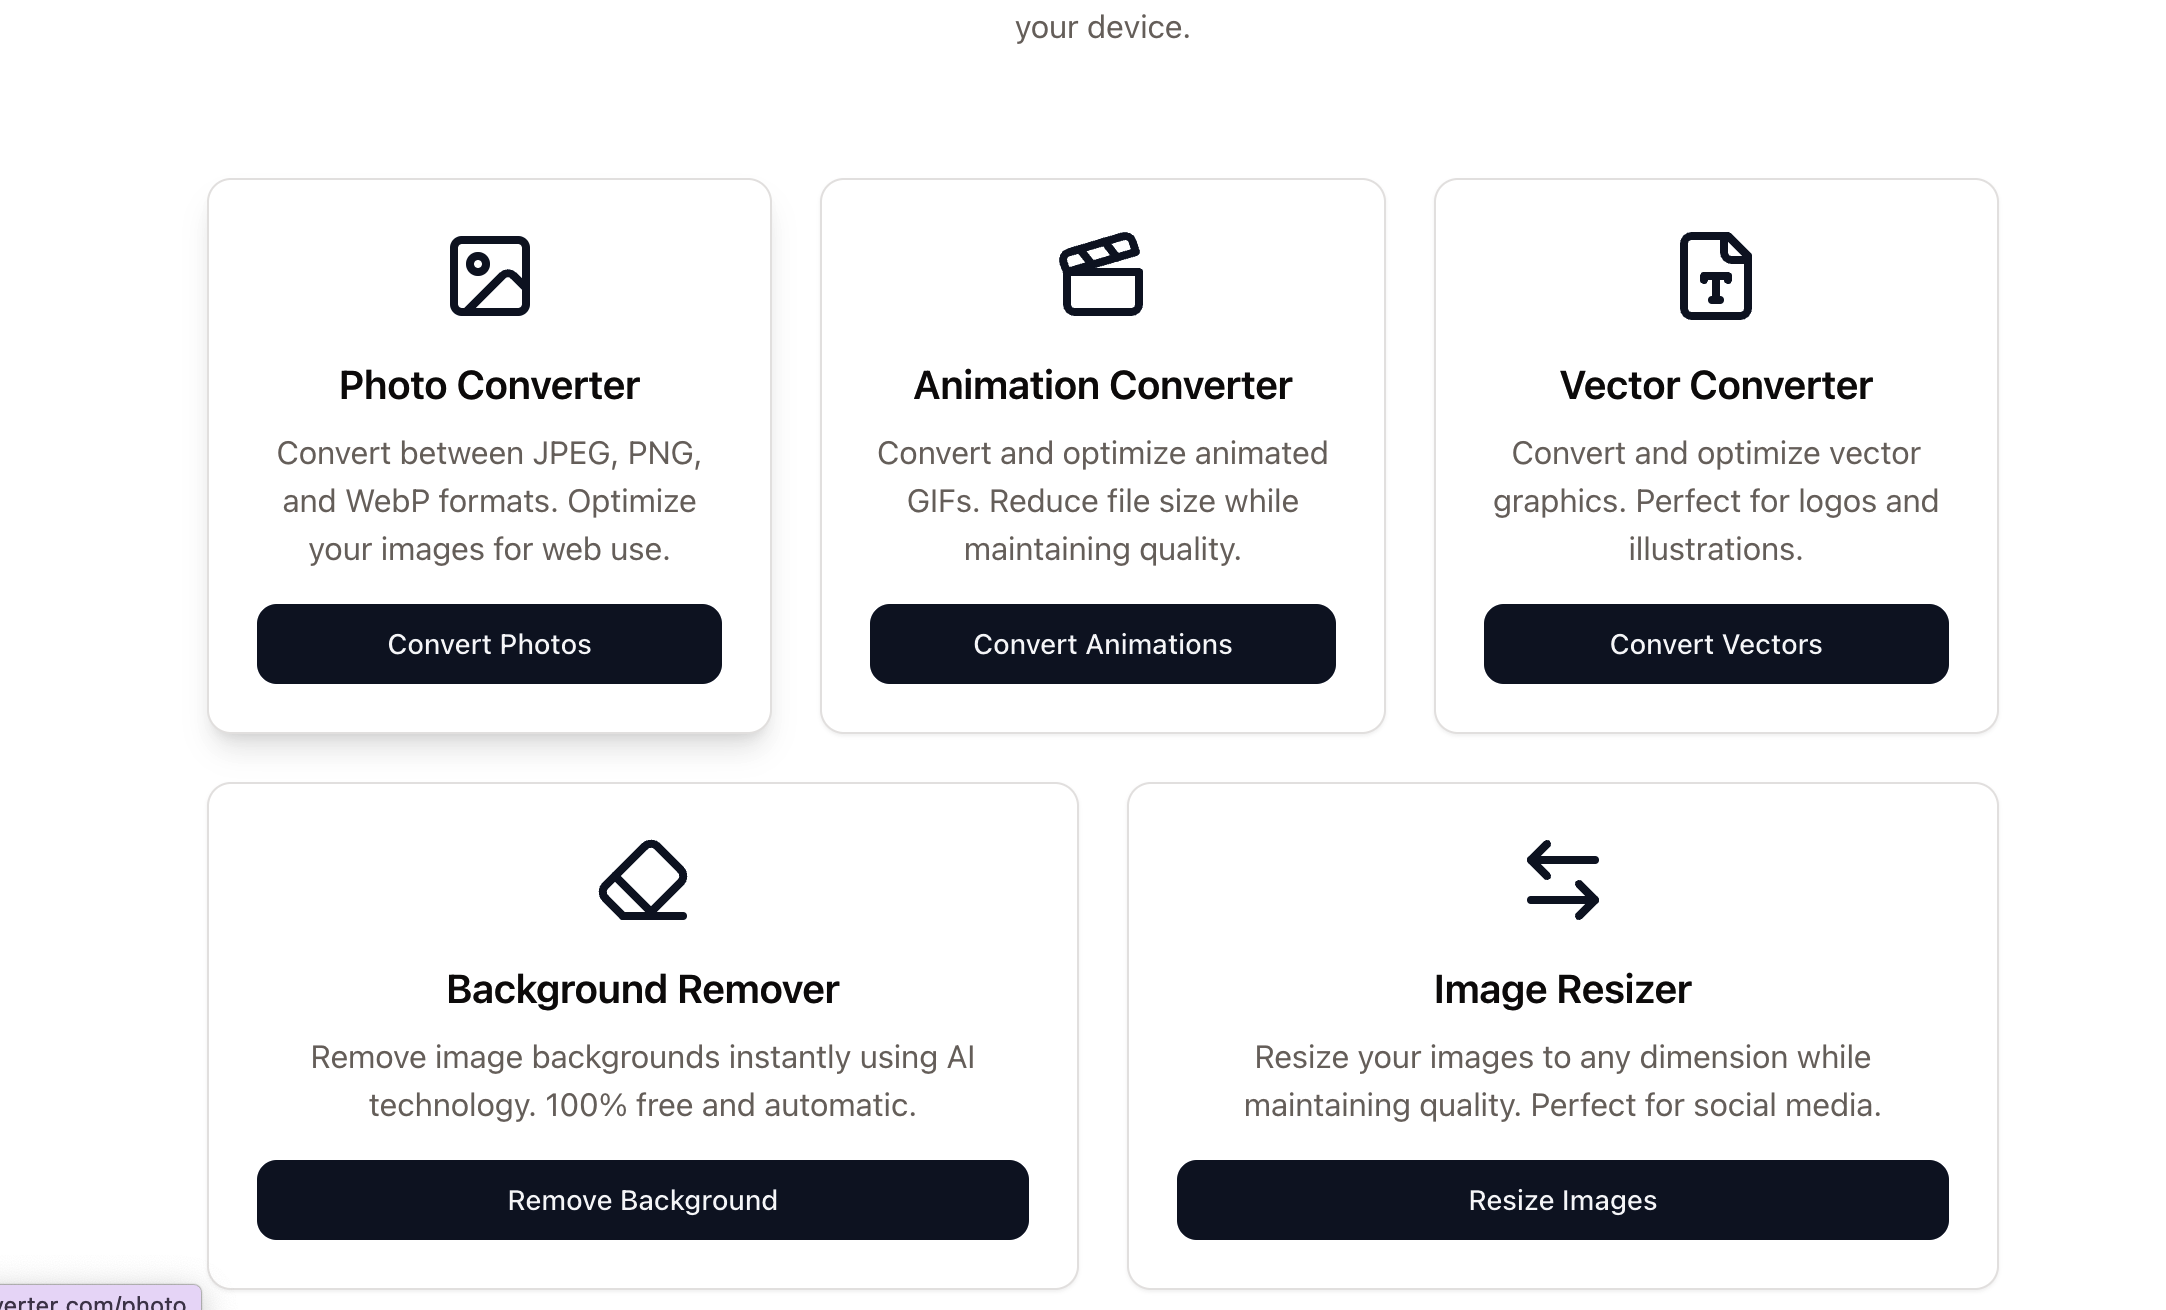 your device.
Photo Converter
Convert between JPEG, PNG,
and WebP formats. Optimize
your images for web use.
Convert Photos
Animation Converter
Convert and optimize animated
GIFs. Reduce file size while
maintaining quality.
Convert Animations
Vector Converter
Convert and optimize vector
graphics. Perfect for logos and
illustrations.
Convert Vectors
Background Remover
Remove image backgrounds instantly using AI
technology. 100% free and automatic.
Remove Background
Image Resizer
Resize your images to any dimension while
maintaining quality. Perfect for social media.
Resize Images
verter.com/photo